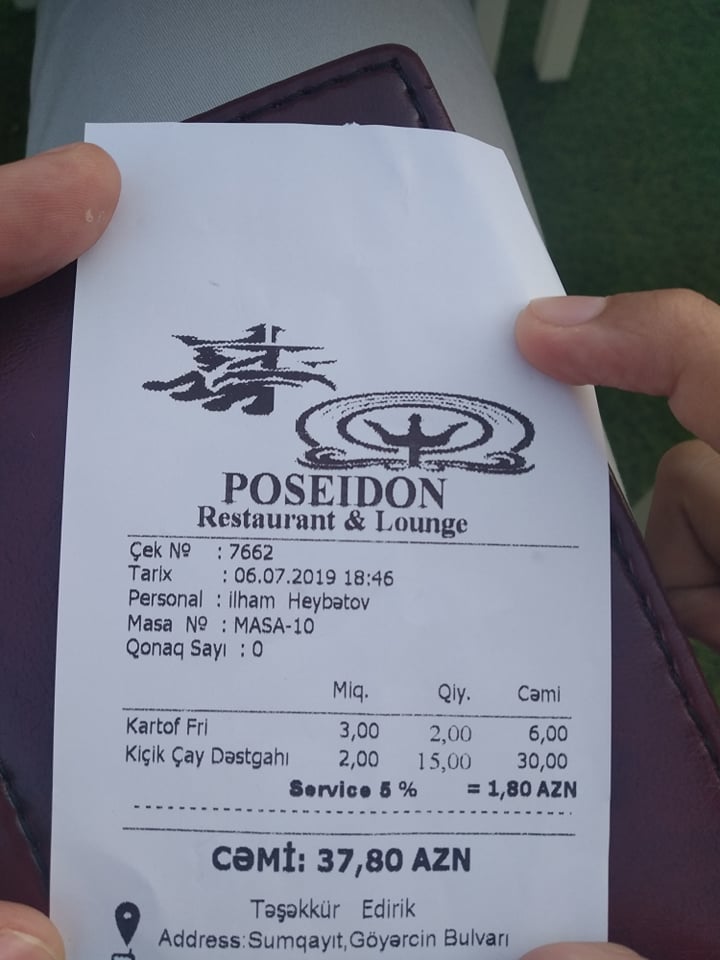 POSEIDON
Restaurant & Lounge
Çek № : 7662
Tarix : 06.07.2019 18:46
Personal : ilham Heybətov
Masa № : MASA-10
Qonaq Sayı : 0
Miq. Qiy. Cəmi
Kartof Fri 3,00 2,00 6,00
Kiçik Çay Dəstgahı 2,00 15,00 30,00
Service 5 % = 1,80 AZN
CƏMİ: 37,80 AZN
Təşəkkür Edirik
Address:Sumqayıt,Göyərcin Bulvarı